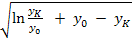 √(ln y_K/y_0 + y_0 − y_K)